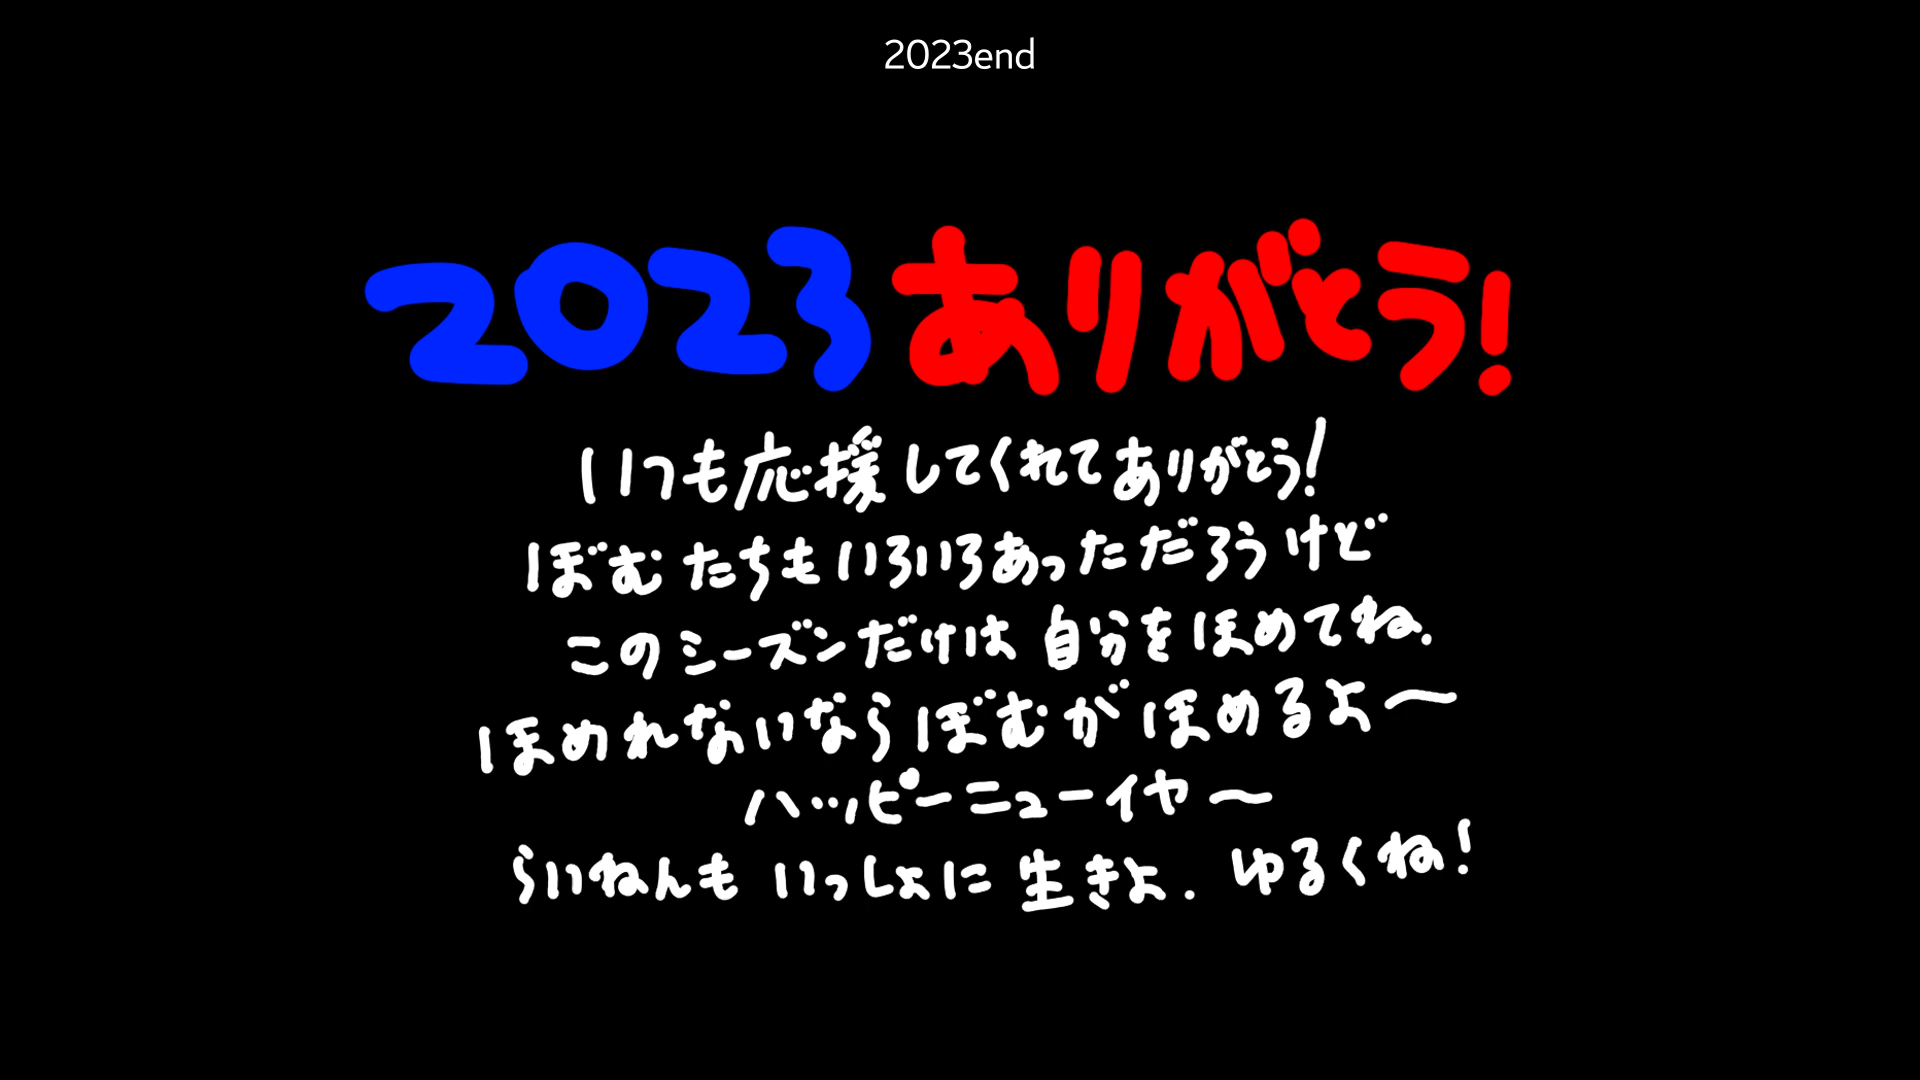 2023end
2023ありがとう!
いつも応援してくれてありがとう!
ぼむたちもいろいろあっただろうけど
このシーズンだけは自分をほめてね.
ほめれないならぼむがほめるよ〜
ハッピーニューイヤ〜
らいねんもいっしょに生きよ.ゆるくね!